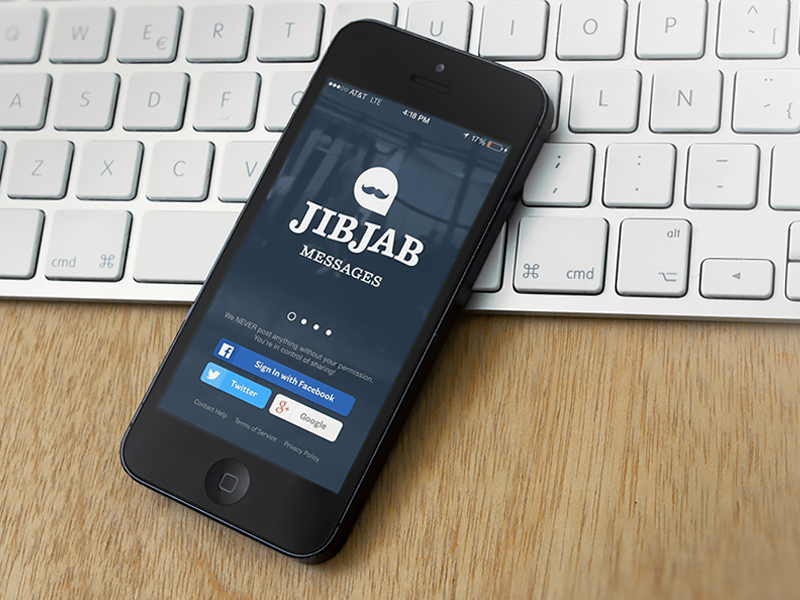 Q W E € R T U I O P ^ J
A S D F C L N - {
Z X C V ; : - _
cmd ⌘ ⌘ cmd alt ⌥ ◄
AT&T LTE 4:18 PM 17%
JIBJAB
MESSAGES
We NEVER post anything without your permission.
You're in control of sharing!
f Sign In with Facebook
Twitter g+ Google
Contact Help Terms of Service Privacy Policy